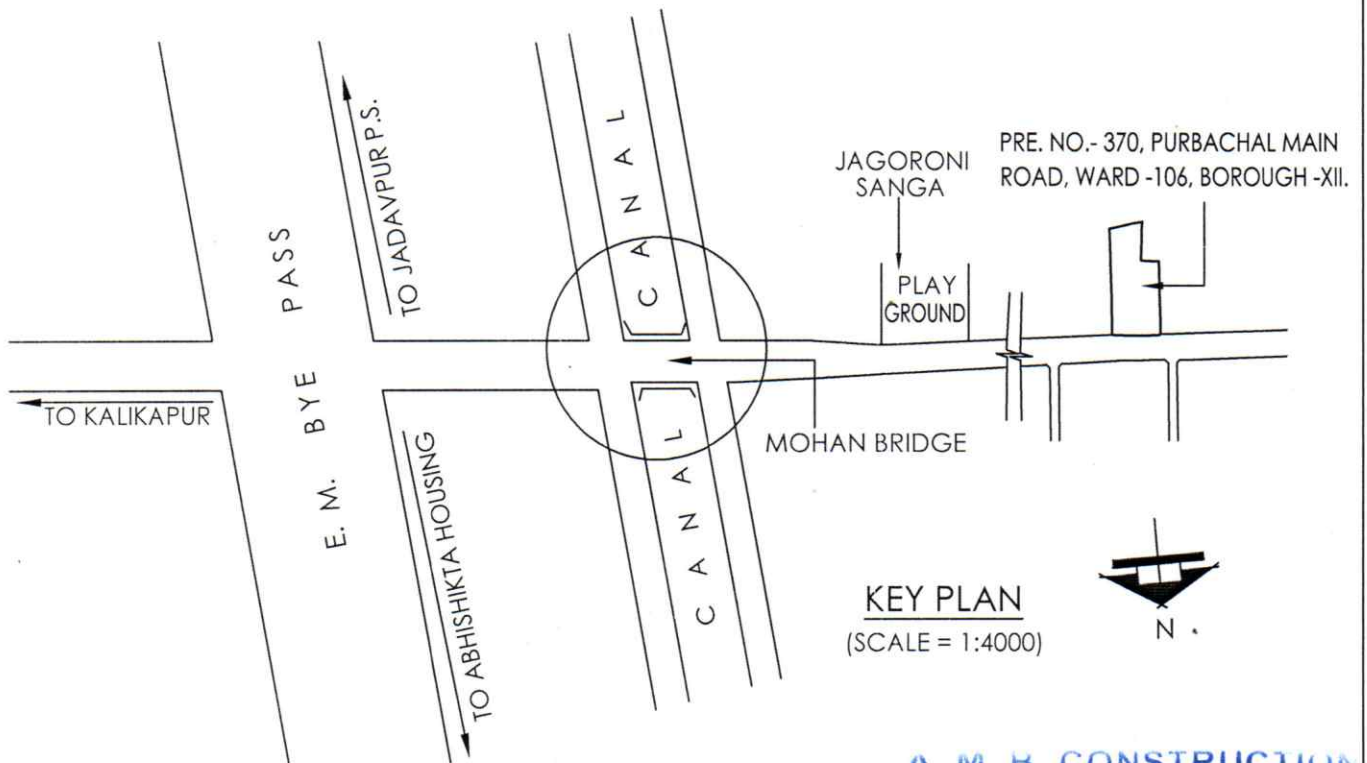 TO JADAVPUR P.S.
E. M. BYE PASS
CANAL
JAGORONI
SANGA
PRE. NO.- 370, PURBACHAL MAIN
ROAD, WARD -106, BOROUGH -XII.
PLAY
GROUND
TO KALIKAPUR
MOHAN BRIDGE
TO ABHISHIKTA HOUSING
CANAL
KEY PLAN
(SCALE = 1:4000)
N
CONSTRUCTION